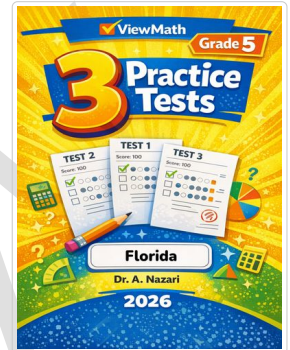 ViewMath
Grade 5
3 Practice
Tests
TEST 2
Score: 100
TEST 1
Score: 100
TEST 3
Score: 100
Florida
Dr. A. Nazari
2026